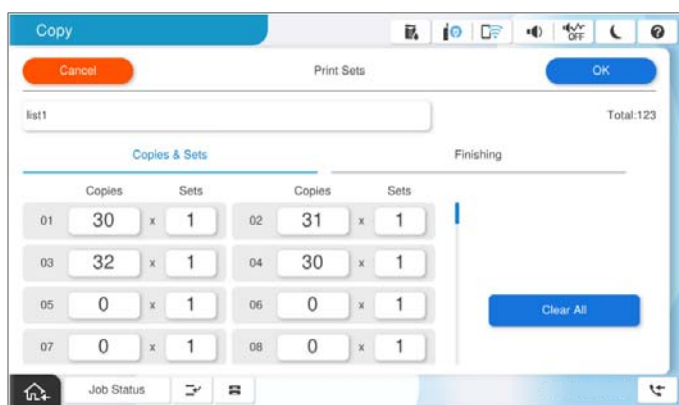 Copy
OFF
Cancel Print Sets OK
list1 Total:123
Copies & Sets Finishing
Copies Sets Copies Sets
01 30 x 1 02 31 x 1
03 32 x 1 04 30 x 1
05 0 x 1 06 0 x 1
Clear All
07 0 x 1 08 0 x 1
Job Status